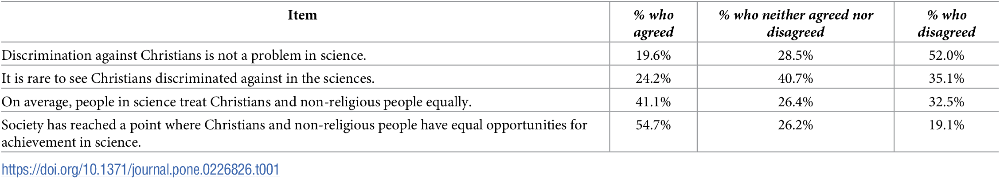 Item % who agreed % who neither agreed nor disagreed % who disagreed
Discrimination against Christians is not a problem in science. 19.6% 28.5% 52.0%
It is rare to see Christians discriminated against in the sciences. 24.2% 40.7% 35.1%
On average, people in science treat Christians and non-religious people equally. 41.1% 26.4% 32.5%
Society has reached a point where Christians and non-religious people have equal opportunities for 54.7% 26.2% 19.1%
achievement in science.
https://doi.org/10.1371/journal.pone.0226826.t001